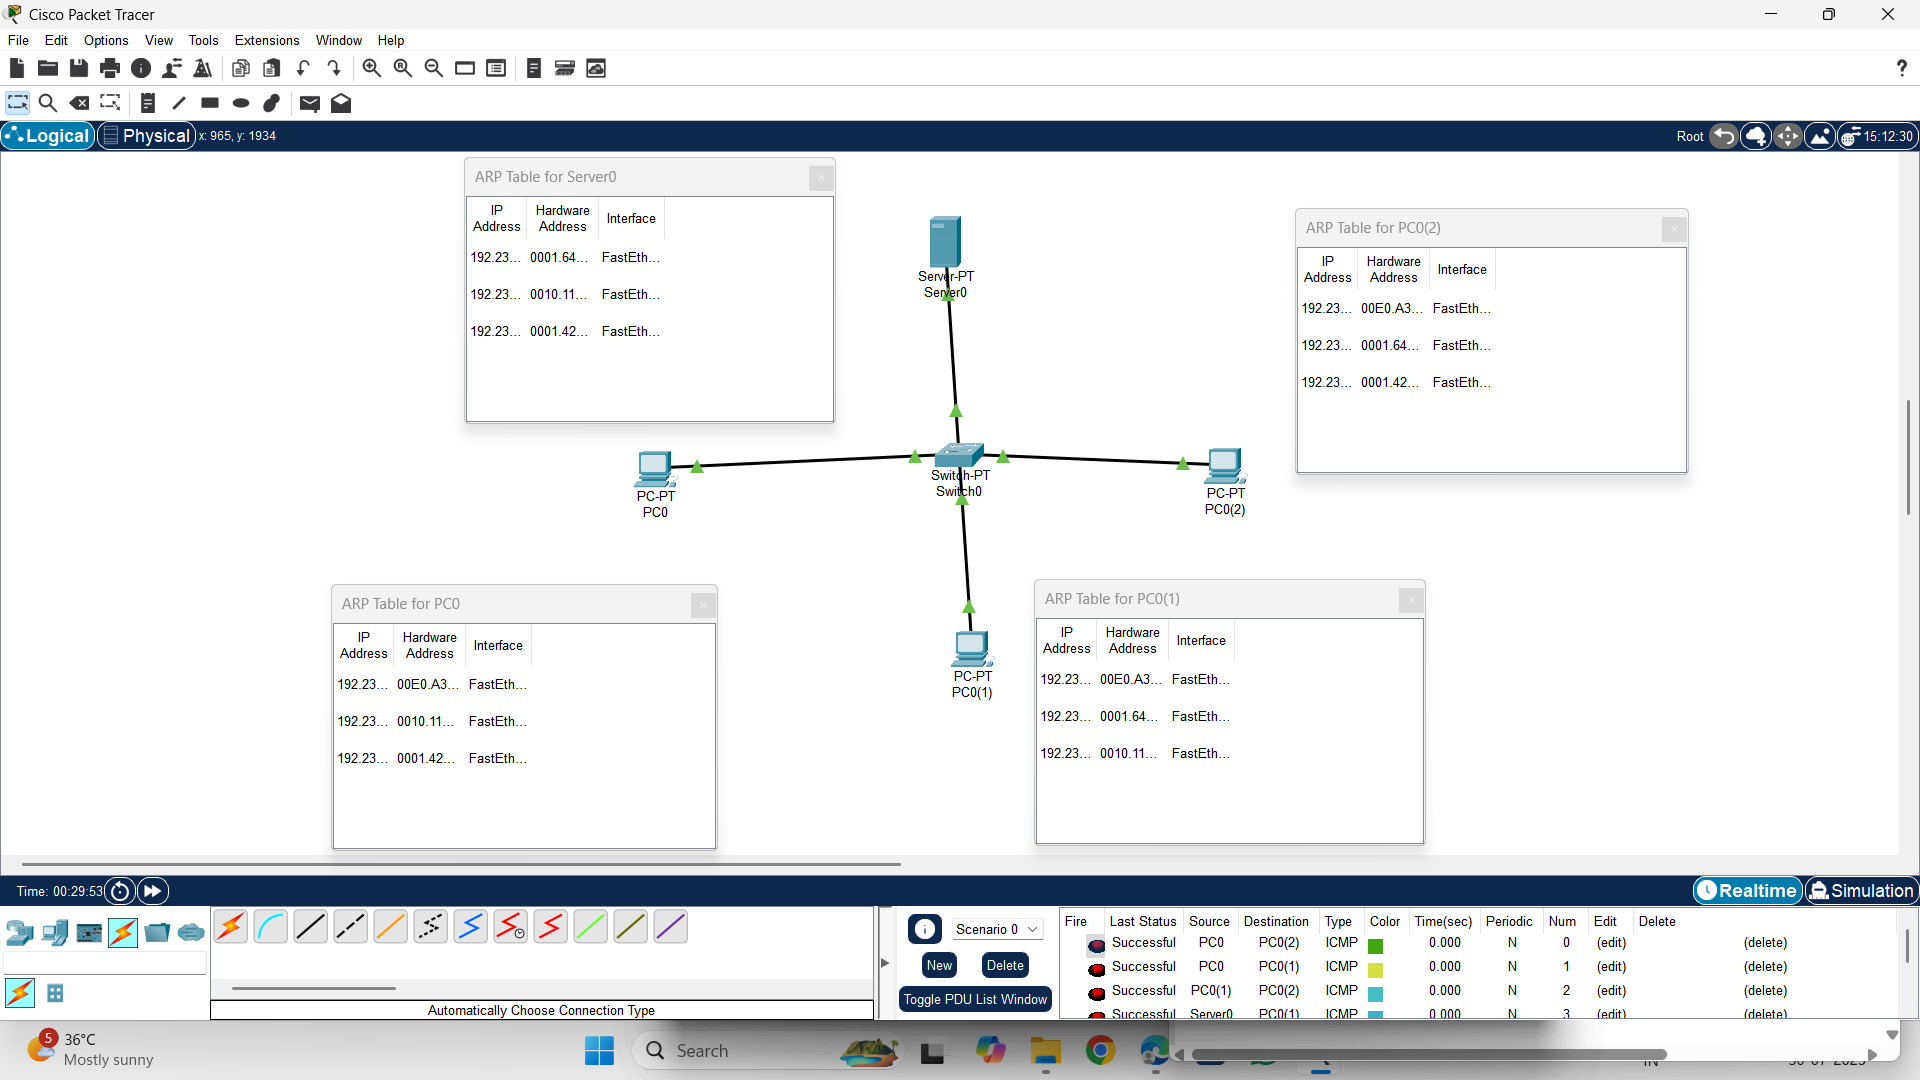 Cisco Packet Tracer
File Edit Options View Tools Extensions Window Help
?
Logical Physical x: 965, y: 1934 Root 15:12:30
ARP Table for Server0
IP Address Hardware Address Interface
192.23... 0001.64... FastEth...
192.23... 0010.11... FastEth...
192.23... 0001.42... FastEth...
Server-PT
Server0
ARP Table for PC0(2)
IP Address Hardware Address Interface
192.23... 00E0.A3... FastEth...
192.23... 0001.64... FastEth...
192.23... 0001.42... FastEth...
PC-PT
PC0
Switch-PT
Switch0
PC-PT
PC0(2)
PC-PT
PC0(1)
ARP Table for PC0
IP Address Hardware Address Interface
192.23... 00E0.A3... FastEth...
192.23... 0010.11... FastEth...
192.23... 0001.42... FastEth...
ARP Table for PC0(1)
IP Address Hardware Address Interface
192.23... 00E0.A3... FastEth...
192.23... 0001.64... FastEth...
192.23... 0010.11... FastEth...
Time: 00:29:53 Realtime Simulation
Automatically Choose Connection Type
Scenario 0
New Delete
Toggle PDU List Window
Fire Last Status Source Destination Type Color Time(sec) Periodic Num Edit Delete
Successful PC0 PC0(2) ICMP 0.000 N 0 (edit) (delete)
Successful PC0 PC0(1) ICMP 0.000 N 1 (edit) (delete)
Successful PC0(1) PC0(2) ICMP 0.000 N 2 (edit) (delete)
Successful Server0 PC0(1) ICMP 0.000 N 3 (edit) (delete)
5
36°C
Mostly sunny
Search